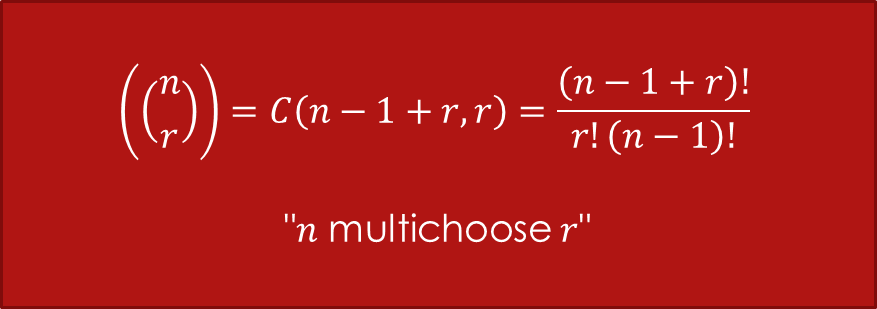 ((n r)) = C(n − 1 + r, r) = (n − 1 + r)! / r! (n − 1)!
"n multichoose r"